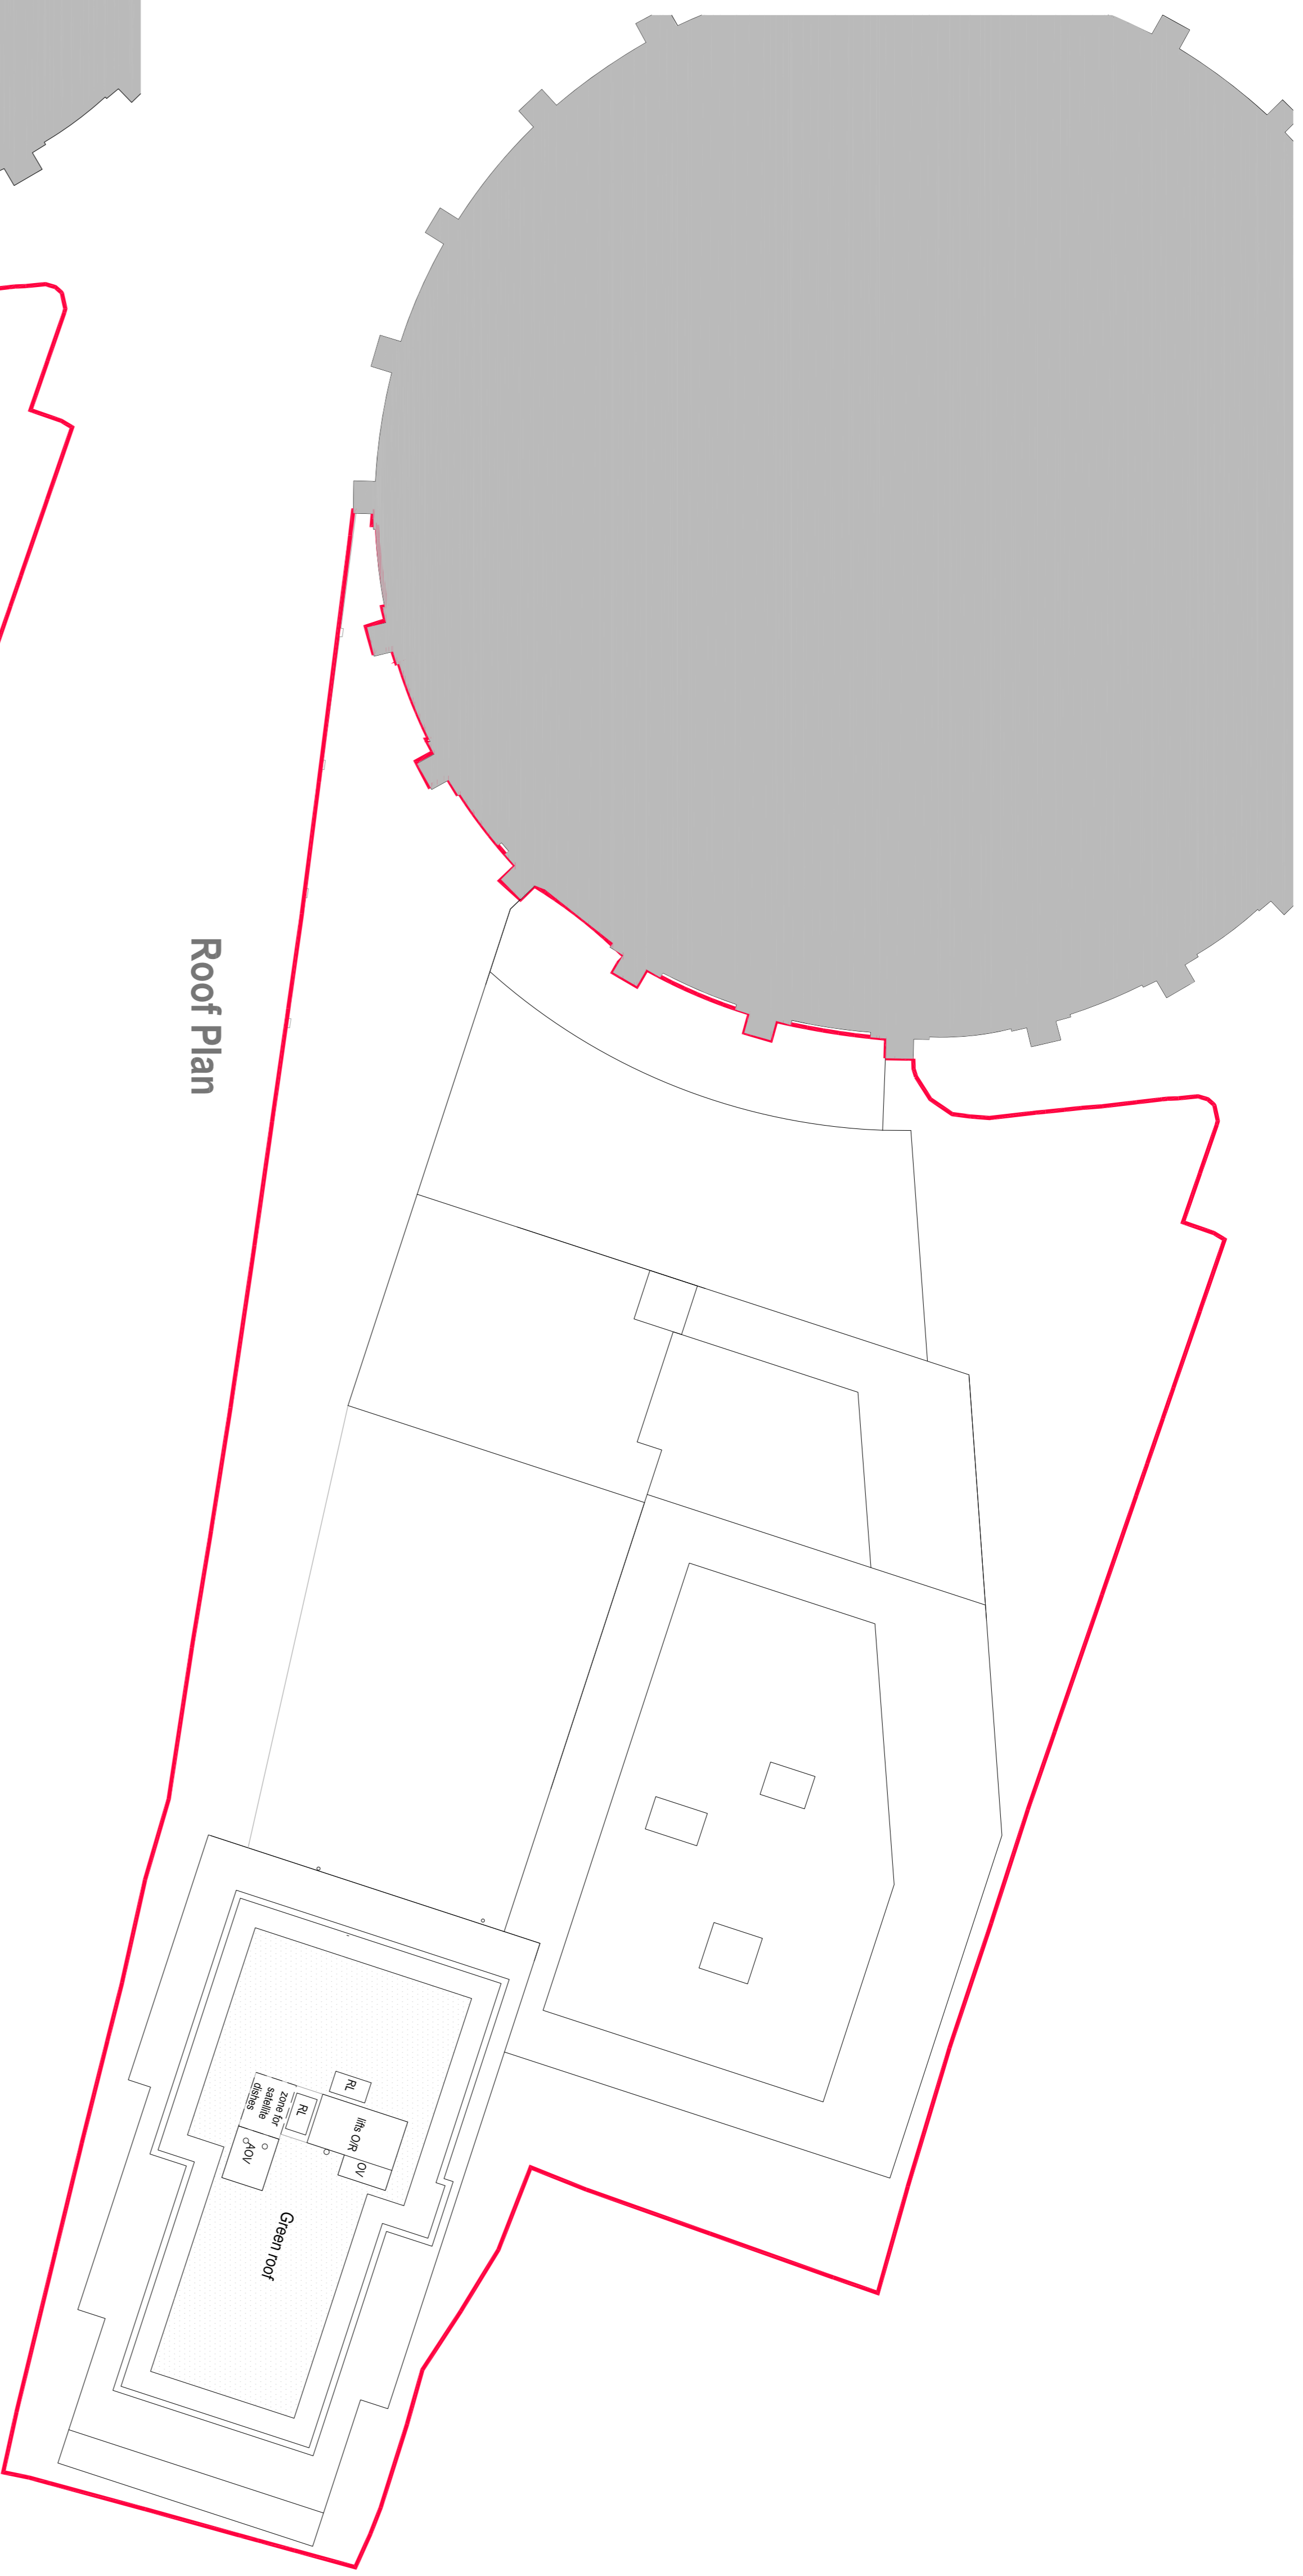 Roof Plan
RL
RL
zone for
satellite
dishes
lifts O/R
AOV
OV
Green roof